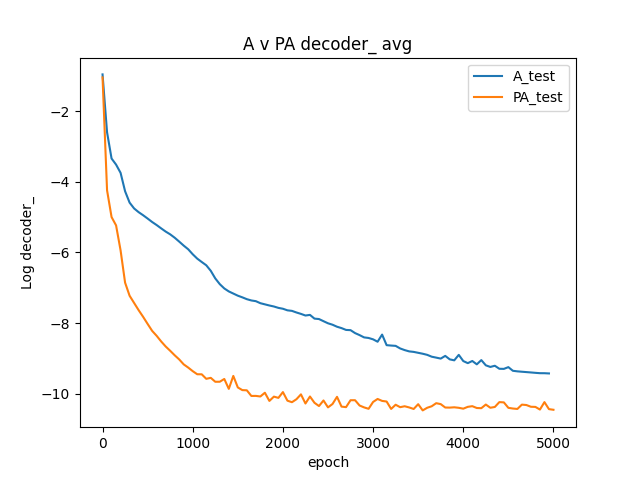 A v PA decoder_ avg
A_test
PA_test
Log decoder_
−2
−4
−6
−8
−10
0 1000 2000 3000 4000 5000
epoch